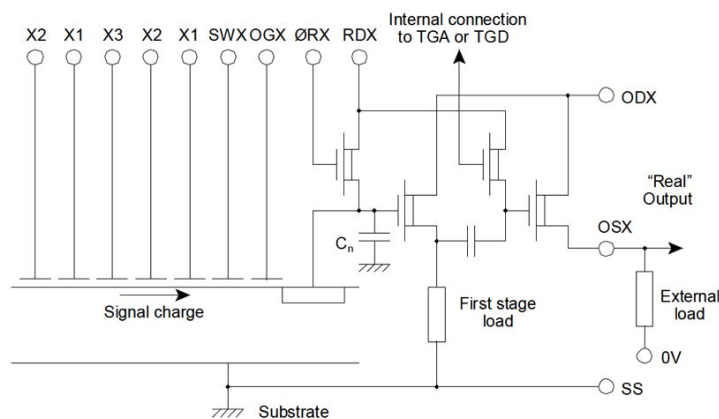 Internal connection
to TGA or TGD
X2 X1 X3 X2 X1 SWX OGX ØRX RDX
ODX
“Real”
Output
OSX
Cn
Signal charge
First stage
load
External
load
0V
SS
Substrate